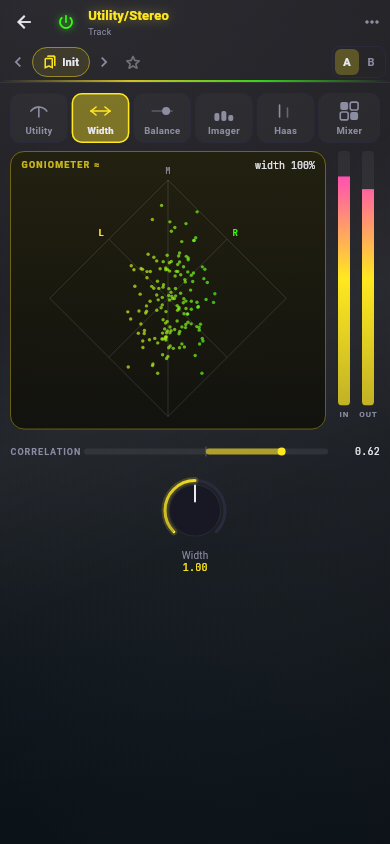 Utility/Stereo
Track
Init
A B
Utility Width Balance Imager Haas Mixer
GONIOMETER ≈ width 100%
M
L R
IN OUT
CORRELATION 0.62
Width
1.00